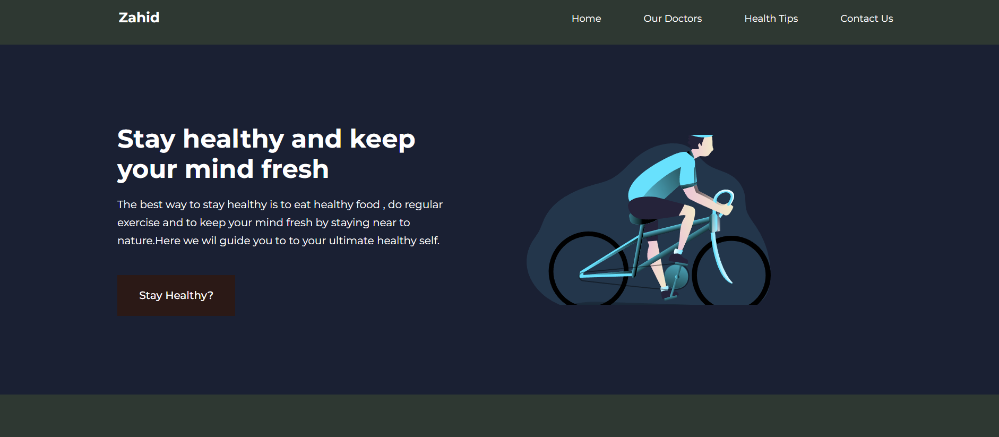 Zahid
Home
Our Doctors
Health Tips
Contact Us
Stay healthy and keep
your mind fresh
The best way to stay healthy is to eat healthy food , do regular
exercise and to keep your mind fresh by staying near to
nature.Here we wil guide you to to your ultimate healthy self.
Stay Healthy?